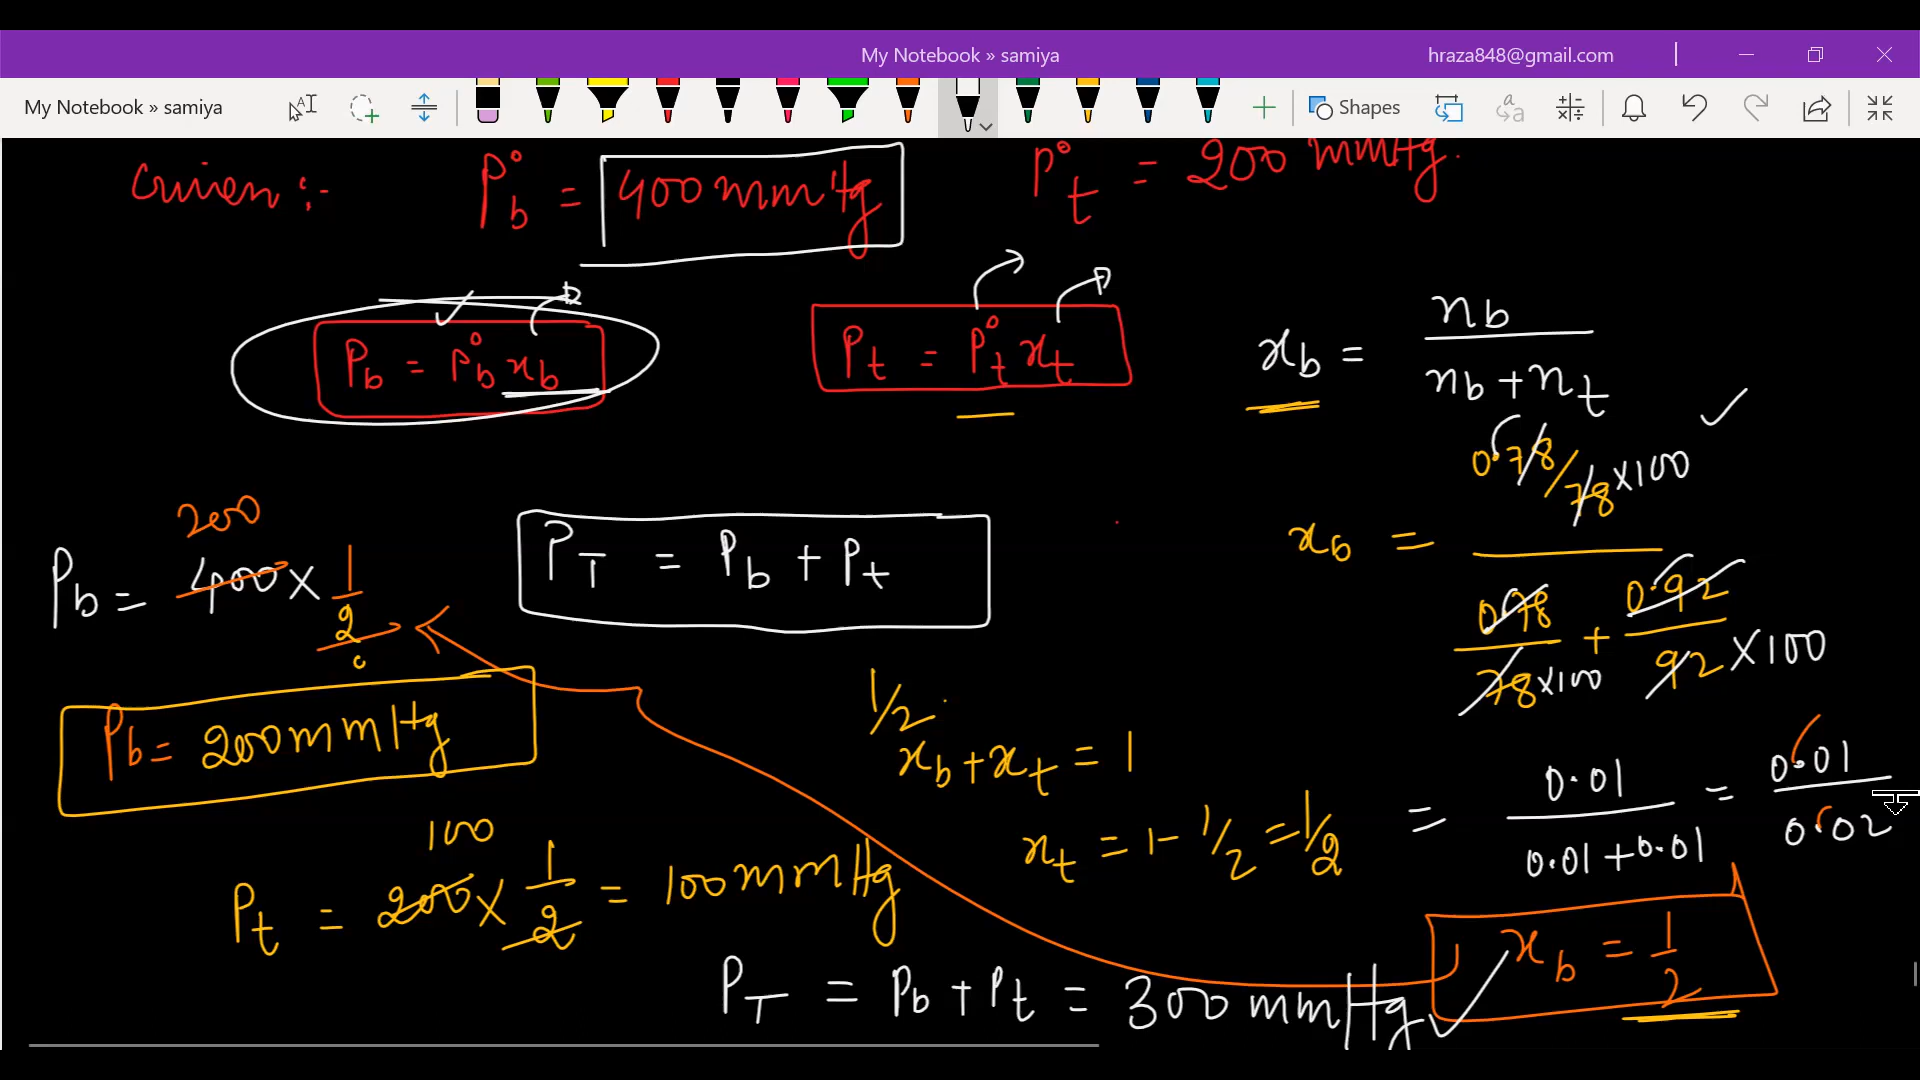 My Notebook » samiya
hraza848@gmail.com
My Notebook » samiya
Shapes
Given :- P°b = 400 mmHg P°t = 200 mmHg.
Pb = P°b xb
Pt = P°t xt
xb = nb / nb + nt
xb = 0.78/78×100 / 0.78/78×100 + 0.92/92×100
= 0.01 / 0.01 + 0.01 = 0.01 / 0.02
xb = 1/2
PT = Pb + Pt
200
Pb = 400 × 1/2
Pb = 200 mmHg
1/2
xb + xt = 1
xt = 1 - 1/2 = 1/2
100
Pt = 200 × 1/2 = 100 mmHg
PT = Pb + Pt = 300 mmHg